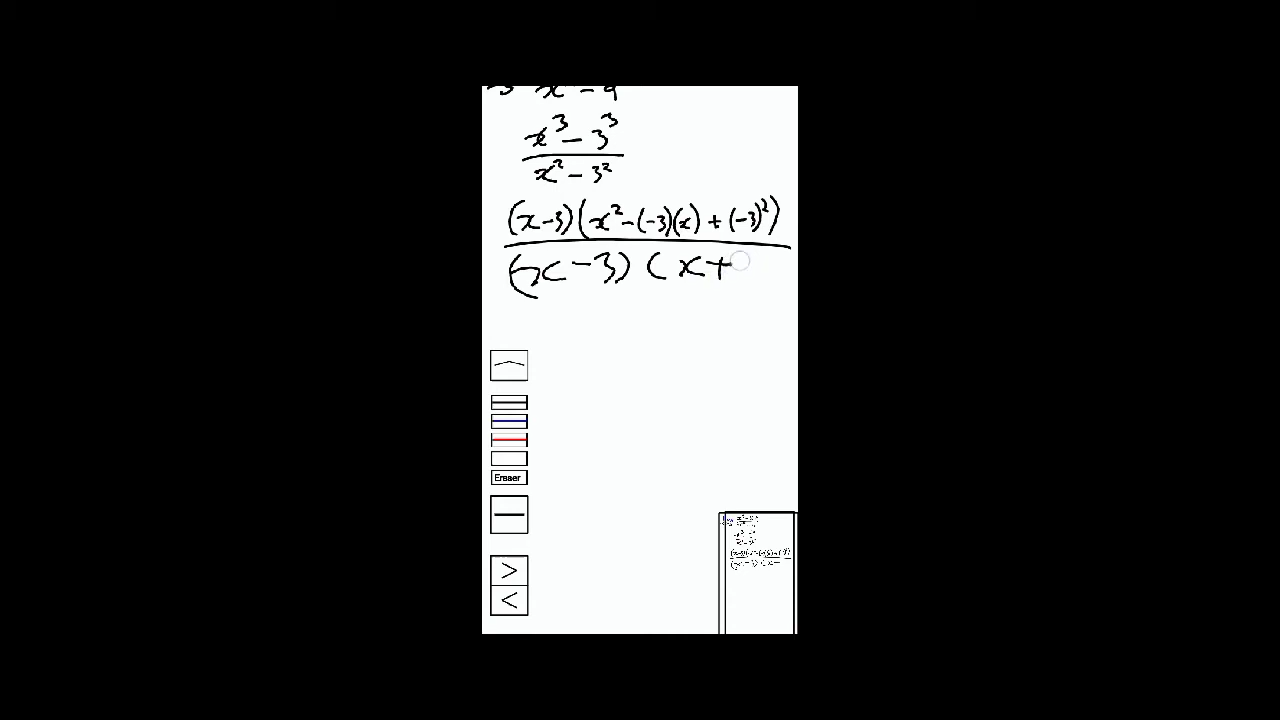 x³ - 3³
x² - 3²
(x-3)(x²-(-3)(x)+(-3)²)
(x-3)(x+
Eraser
>
<